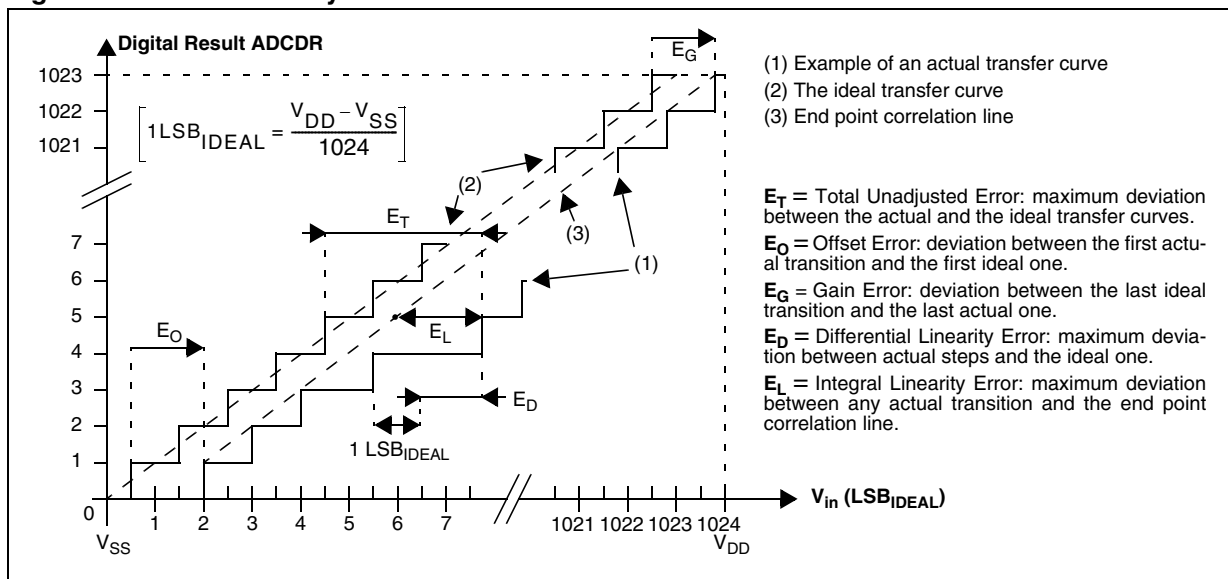 Digital Result ADCDR
E_G
1023
1022
1021
1LSB_IDEAL = (V_DD – V_SS) / 1024
(2)
E_T
(3)
(1)
7
6
5
4
3
2
1
0
E_O
E_L
E_D
1 LSB_IDEAL
1 2 3 4 5 6 7 1021 1022 1023 1024
V_in (LSB_IDEAL)
V_SS
V_DD
(1) Example of an actual transfer curve
(2) The ideal transfer curve
(3) End point correlation line
E_T = Total Unadjusted Error: maximum deviation
between the actual and the ideal transfer curves.
E_O = Offset Error: deviation between the first actu-
al transition and the first ideal one.
E_G = Gain Error: deviation between the last ideal
transition and the last actual one.
E_D = Differential Linearity Error: maximum devia-
tion between actual steps and the ideal one.
E_L = Integral Linearity Error: maximum deviation
between any actual transition and the end point
correlation line.